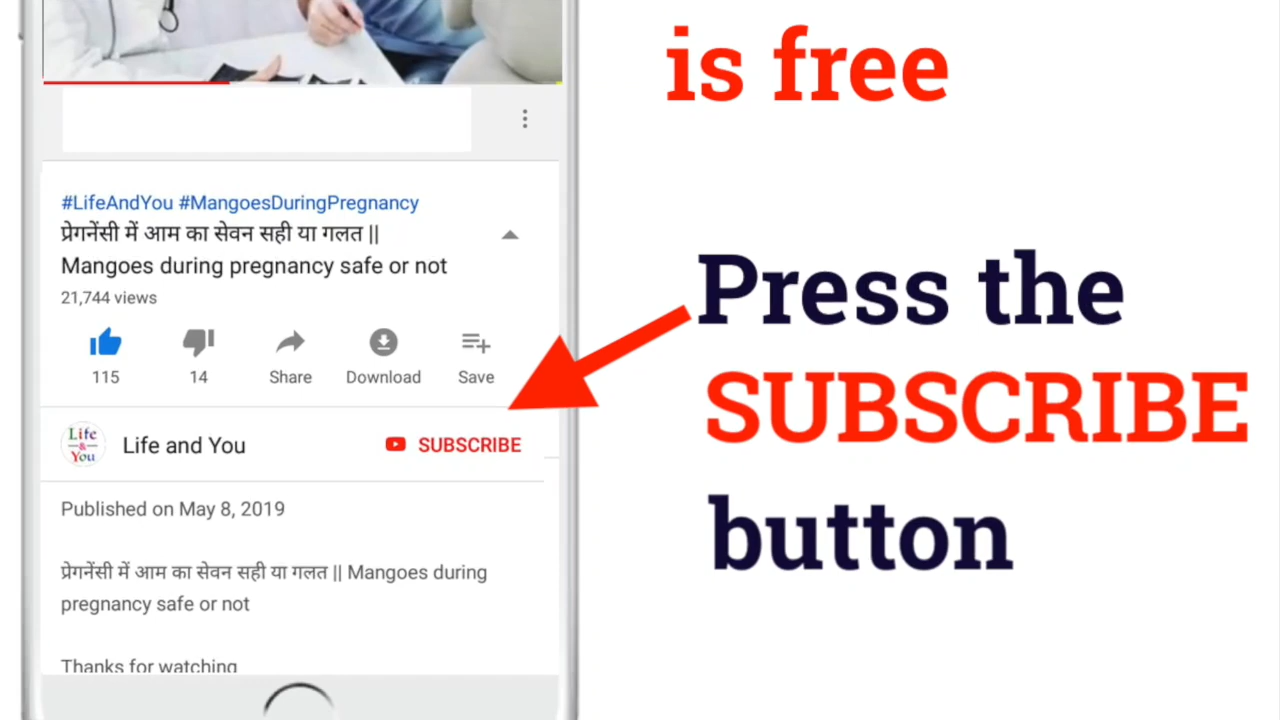 is free
#LifeAndYou #MangoesDuringPregnancy
प्रेगनेंसी में आम का सेवन सही या गलत ||
Mangoes during pregnancy safe or not
21,744 views
115 14 Share Download Save
Life & You Life and You SUBSCRIBE
Published on May 8, 2019
प्रेगनेंसी में आम का सेवन सही या गलत || Mangoes during
pregnancy safe or not
Thanks for watching
Press the
SUBSCRIBE
button